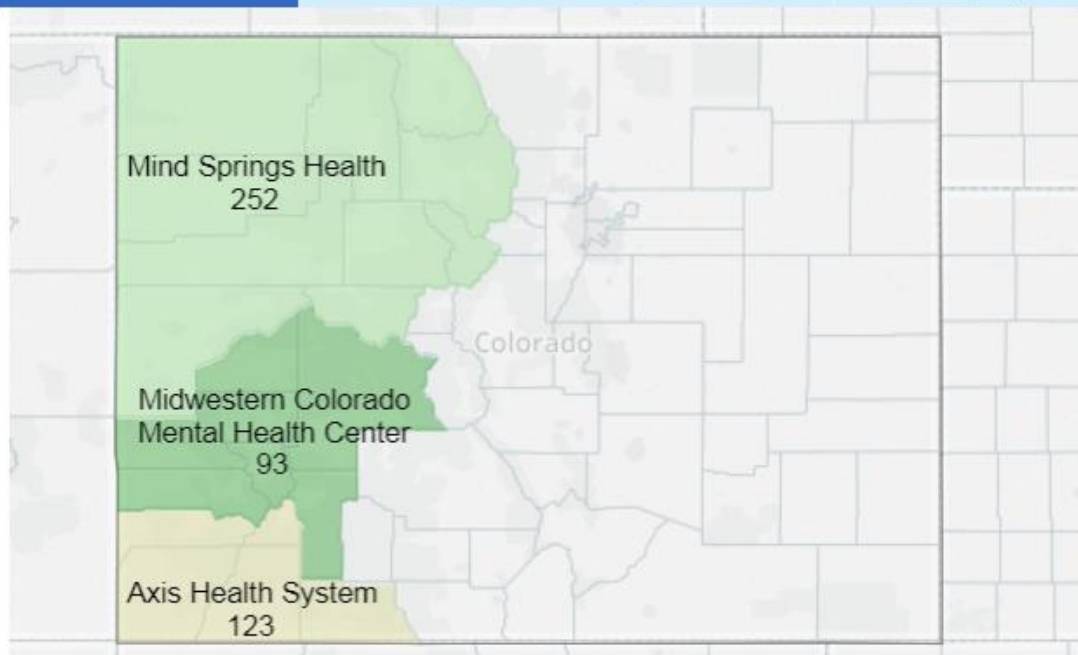 Mind Springs Health
252
Colorado
Midwestern Colorado
Mental Health Center
93
Axis Health System
123